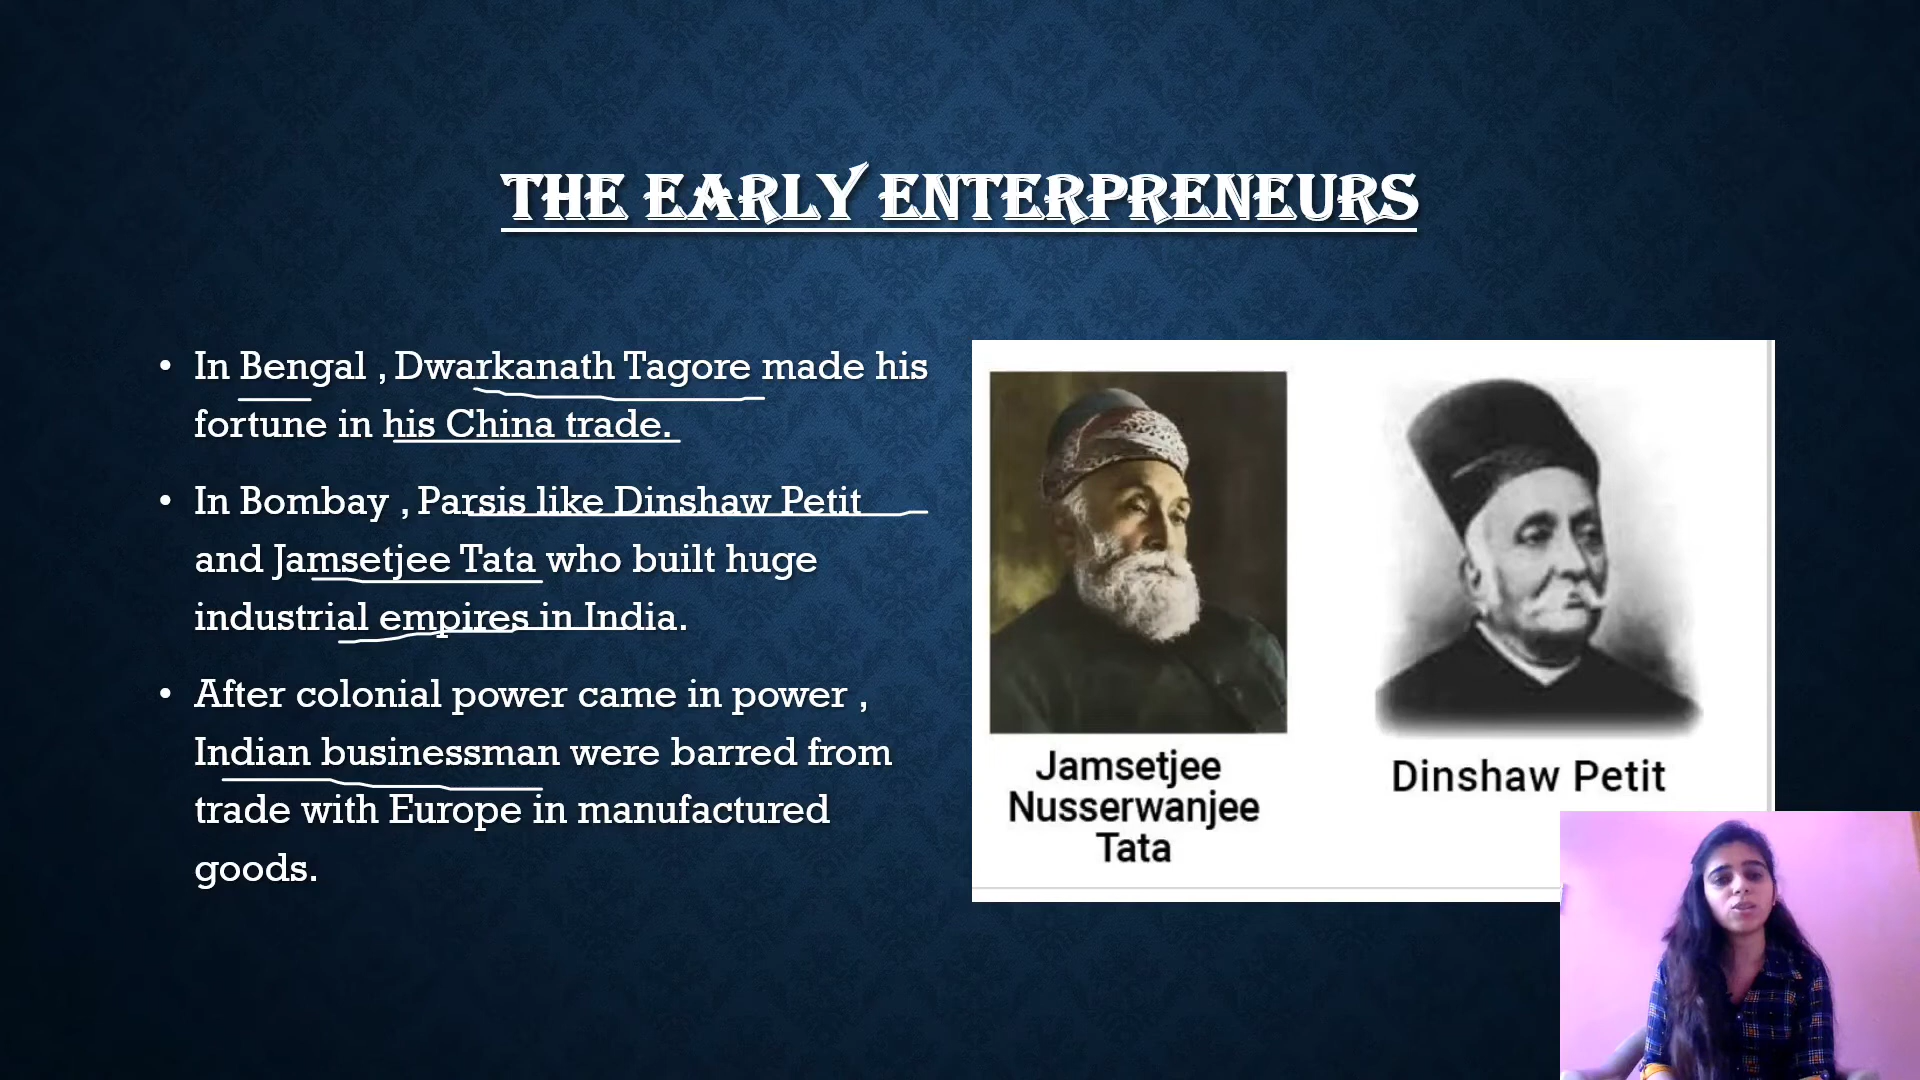 THE EARLY ENTERPRENEURS
• In Bengal , Dwarkanath Tagore made his
fortune in his China trade.
• In Bombay , Parsis like Dinshaw Petit
and Jamsetjee Tata who built huge
industrial empires in India.
• After colonial power came in power ,
Indian businessman were barred from
trade with Europe in manufactured
goods.
Jamsetjee
Nusserwanjee
Tata
Dinshaw Petit